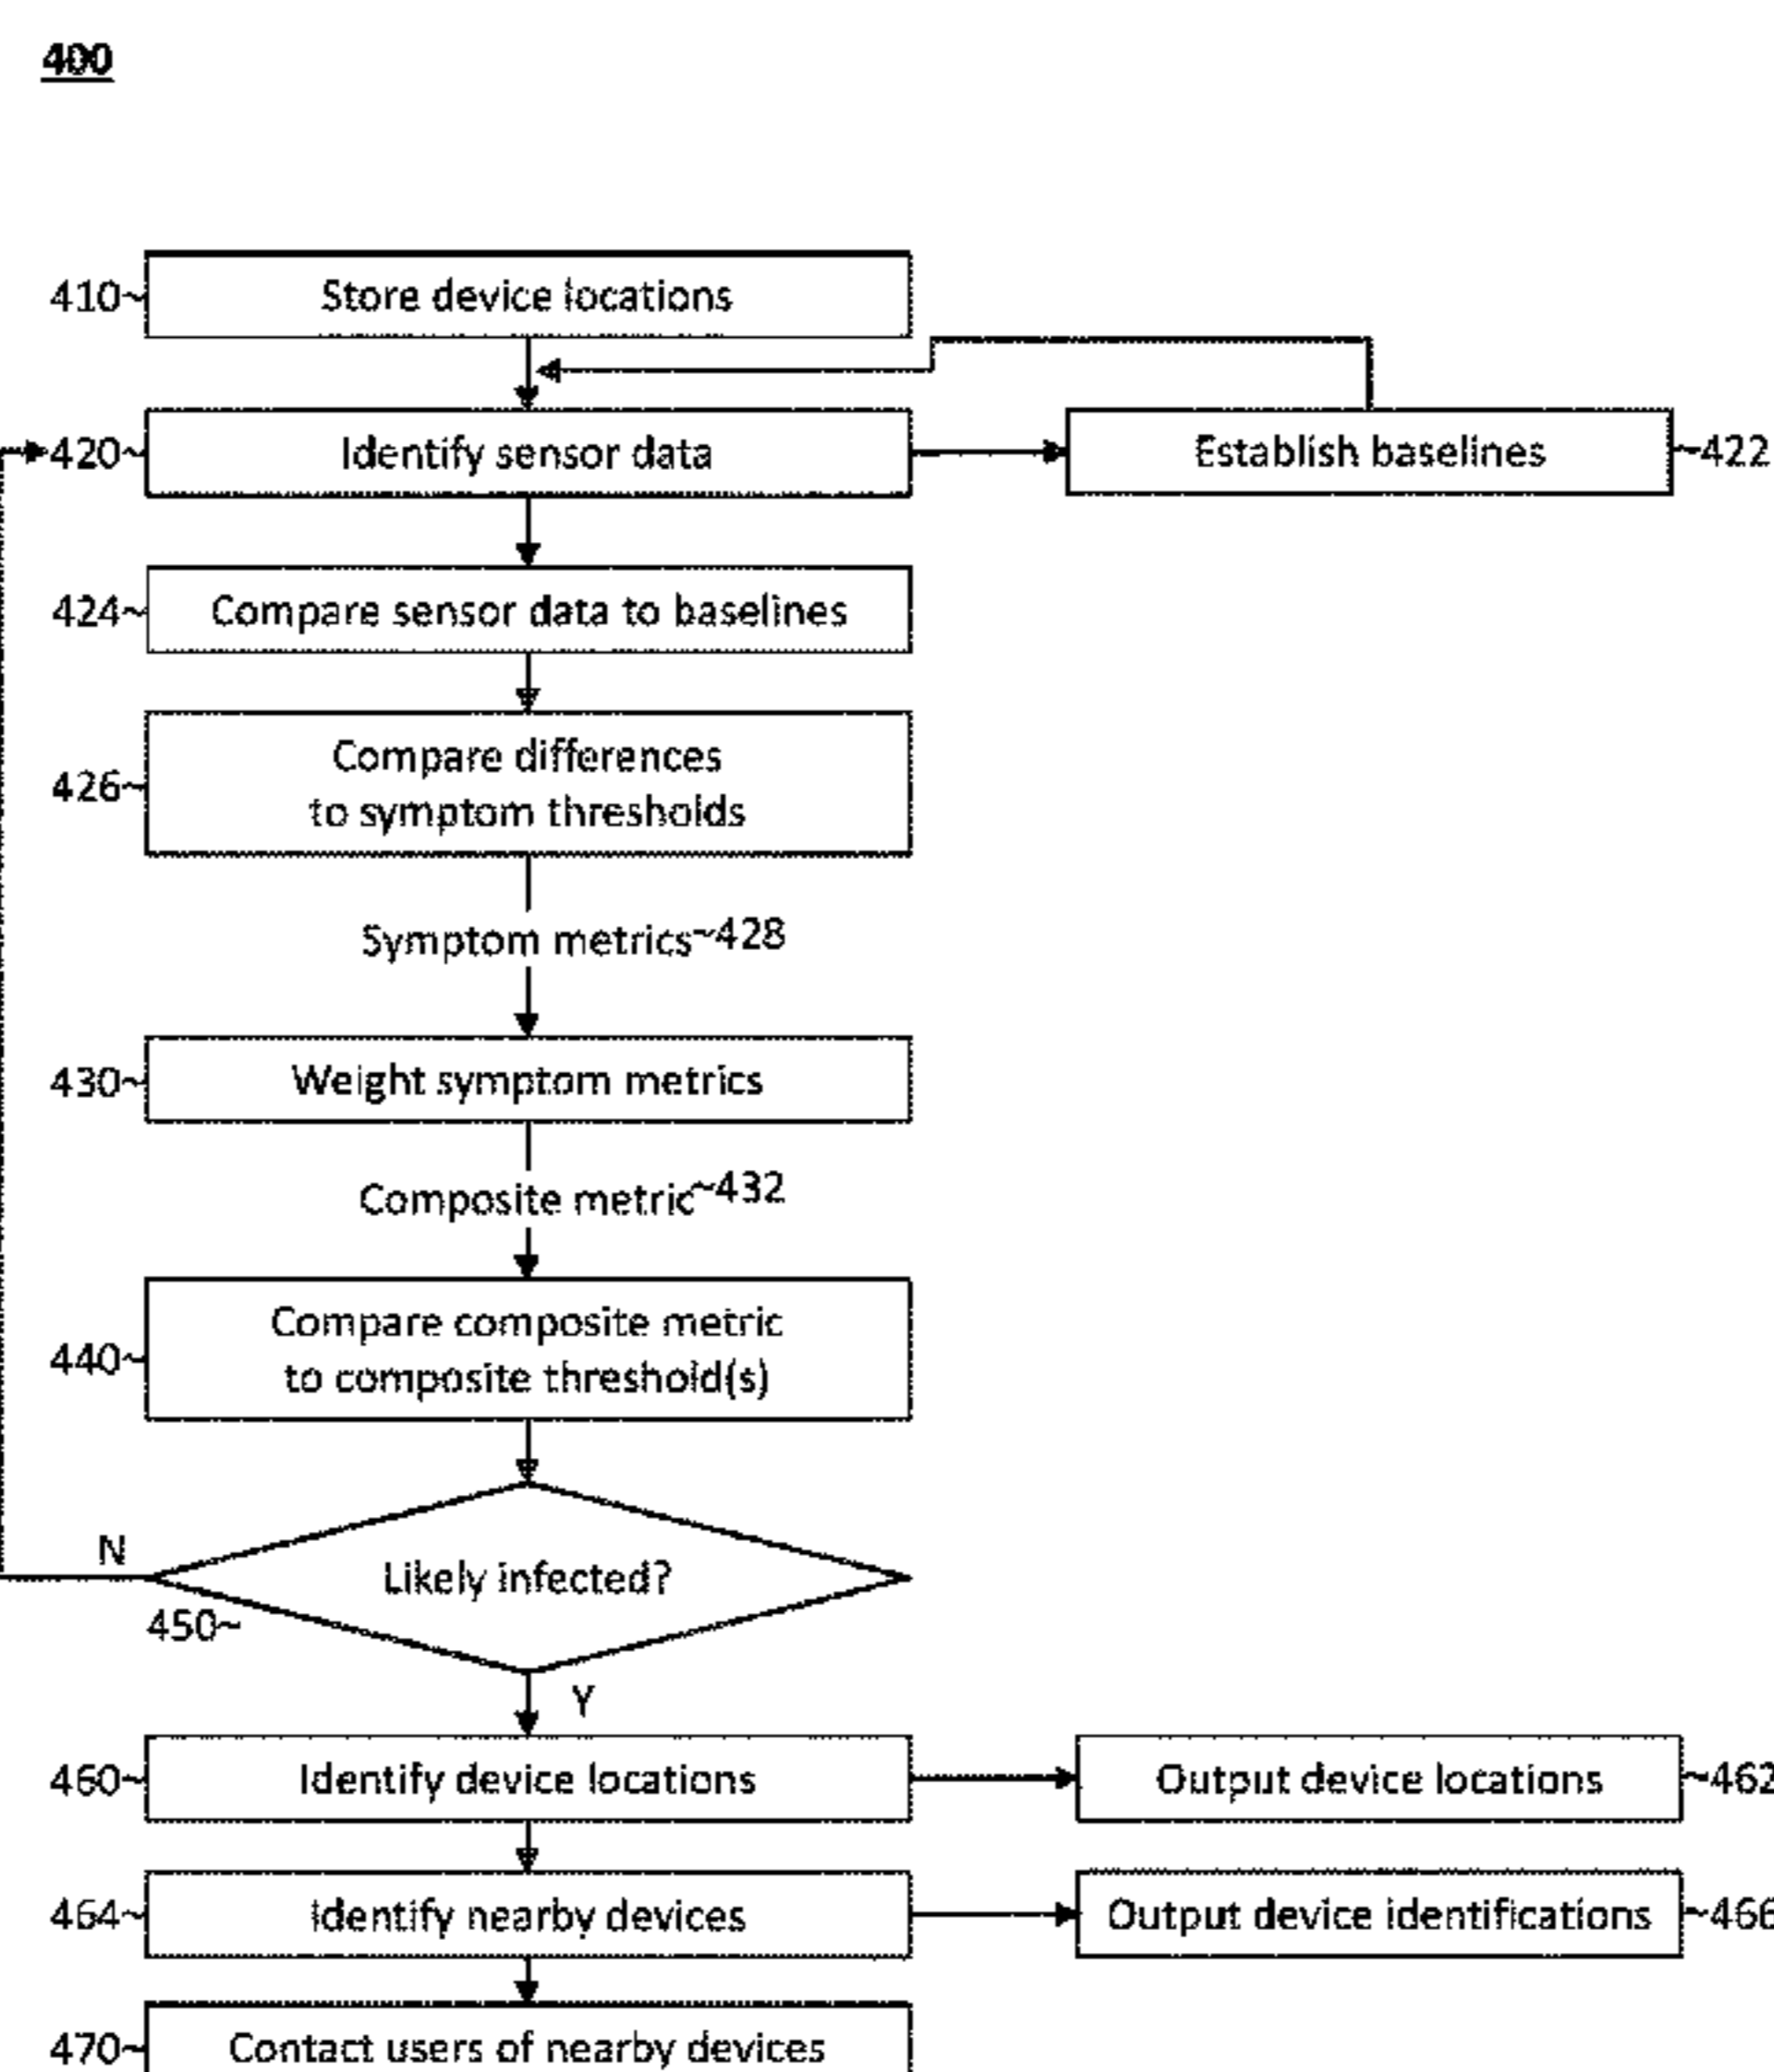 400
410~ Store device locations
420~ Identify sensor data
Establish baselines ~422
424~ Compare sensor data to baselines
426~ Compare differences
to symptom thresholds
Symptom metrics~428
430~ Weight symptom metrics
Composite metric~432
440~ Compare composite metric
to composite threshold(s)
N
Likely infected?
450~
Y
460~ Identify device locations
Output device locations ~462
464~ Identify nearby devices
Output device identifications ~466
470~ Contact users of nearby devices